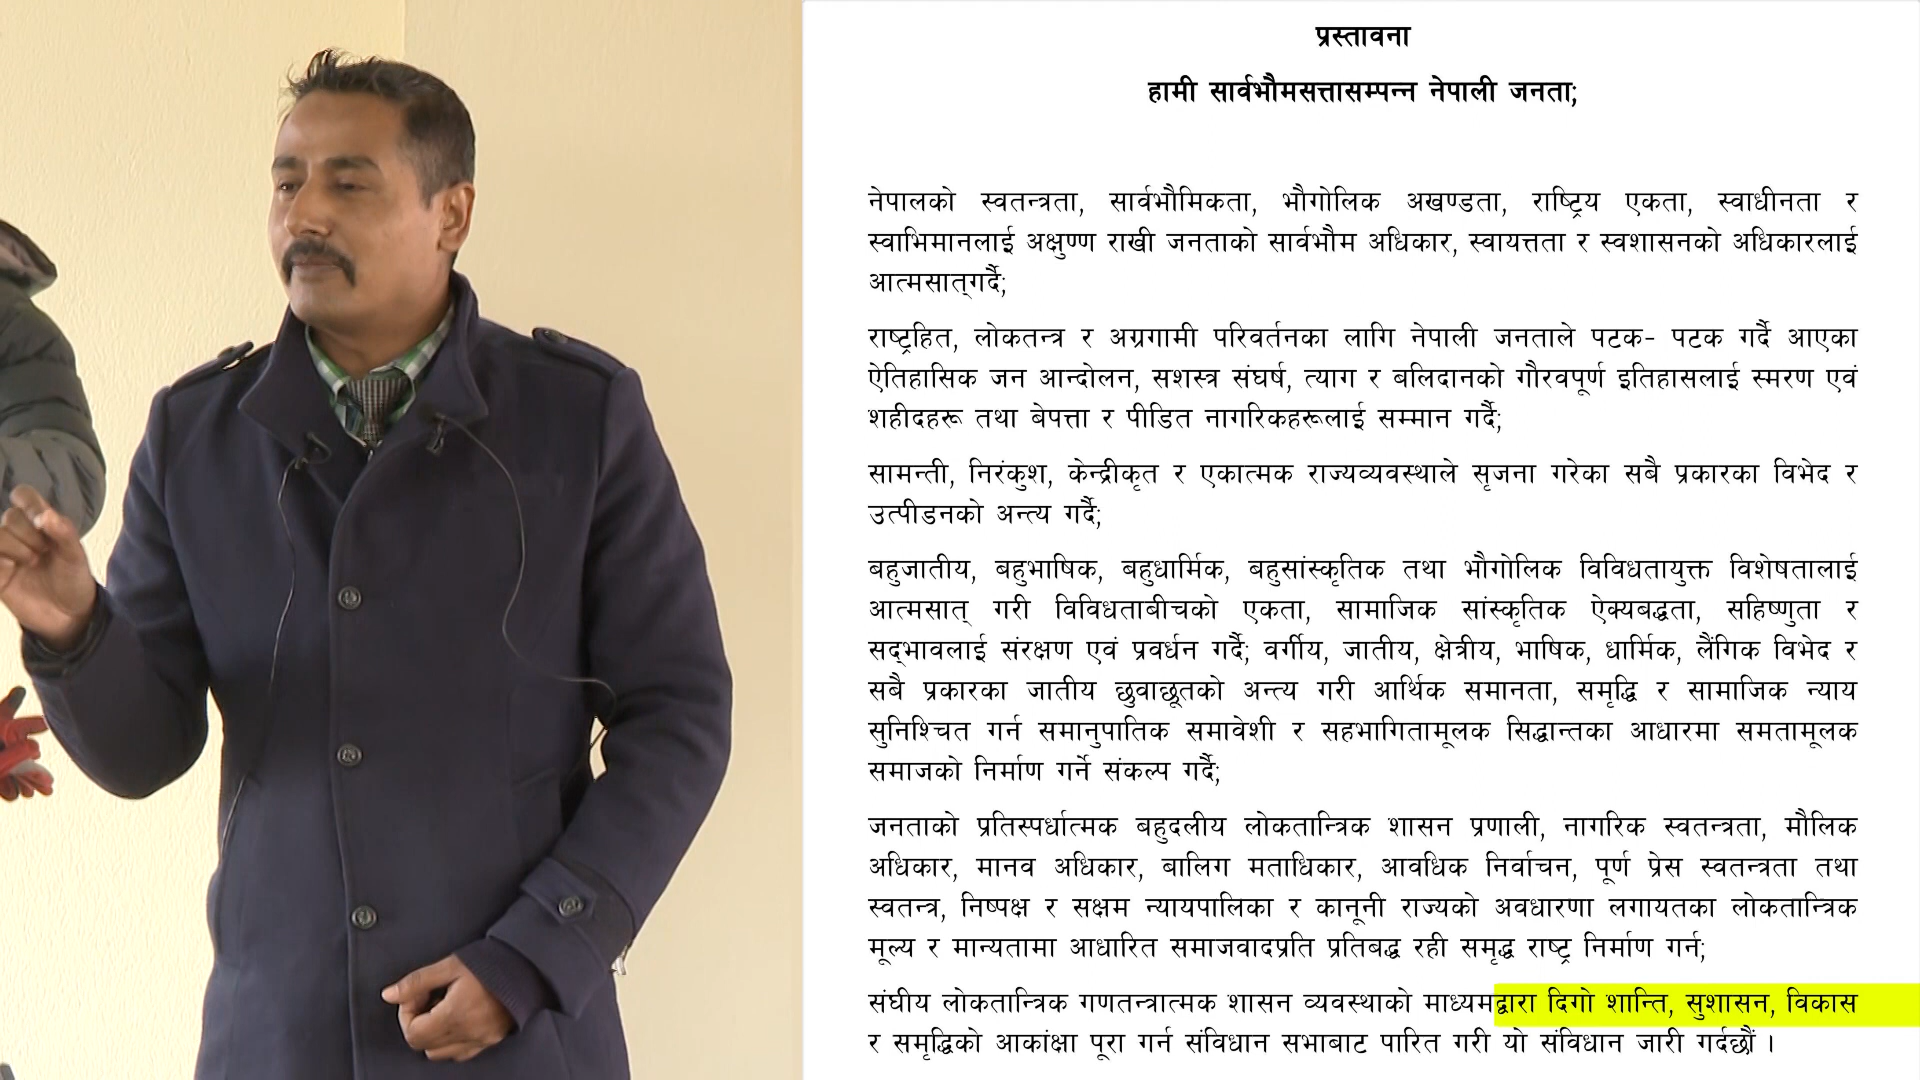 प्रस्तावना
हामी सार्वभौमसत्तासम्पन्न नेपाली जनता;
नेपालको स्वतन्त्रता, सार्वभौमिकता, भौगोलिक अखण्डता, राष्ट्रिय एकता, स्वाधीनता र
स्वाभिमानलाई अक्षुण्ण राखी जनताको सार्वभौम अधिकार, स्वायत्तता र स्वशासनको अधिकारलाई
आत्मसात्‌गर्दै;
राष्ट्रहित, लोकतन्त्र र अग्रगामी परिवर्तनका लागि नेपाली जनताले पटक- पटक गर्दै आएका
ऐतिहासिक जन आन्दोलन, सशस्त्र संघर्ष, त्याग र बलिदानको गौरवपूर्ण इतिहासलाई स्मरण एवं
शहीदहरू तथा बेपत्ता र पीडित नागरिकहरूलाई सम्मान गर्दै;
सामन्ती, निरंकुश, केन्द्रीकृत र एकात्मक राज्यव्यवस्थाले सृजना गरेका सबै प्रकारका विभेद र
उत्पीडनको अन्त्य गर्दै;
बहुजातीय, बहुभाषिक, बहुधार्मिक, बहुसांस्कृतिक तथा भौगोलिक विविधतायुक्त विशेषतालाई
आत्मसात् गरी विविधताबीचको एकता, सामाजिक सांस्कृतिक ऐक्यबद्धता, सहिष्णुता र
सद्‌भावलाई संरक्षण एवं प्रवर्धन गर्दै; वर्गीय, जातीय, क्षेत्रीय, भाषिक, धार्मिक, लैंगिक विभेद र
सबै प्रकारका जातीय छुवाछूतको अन्त्य गरी आर्थिक समानता, समृद्धि र सामाजिक न्याय
सुनिश्चित गर्न समानुपातिक समावेशी र सहभागितामूलक सिद्धान्तका आधारमा समतामूलक
समाजको निर्माण गर्ने संकल्प गर्दै;
जनताको प्रतिस्पर्धात्मक बहुदलीय लोकतान्त्रिक शासन प्रणाली, नागरिक स्वतन्त्रता, मौलिक
अधिकार, मानव अधिकार, बालिग मताधिकार, आवधिक निर्वाचन, पूर्ण प्रेस स्वतन्त्रता तथा
स्वतन्त्र, निष्पक्ष र सक्षम न्यायपालिका र कानूनी राज्यको अवधारणा लगायतका लोकतान्त्रिक
मूल्य र मान्यतामा आधारित समाजवादप्रति प्रतिबद्ध रही समृद्ध राष्ट्र निर्माण गर्न;
संघीय लोकतान्त्रिक गणतन्त्रात्मक शासन व्यवस्थाको माध्यमद्वारा दिगो शान्ति, सुशासन, विकास
र समृद्धिको आकांक्षा पूरा गर्न संविधान सभाबाट पारित गरी यो संविधान जारी गर्दछौं ।